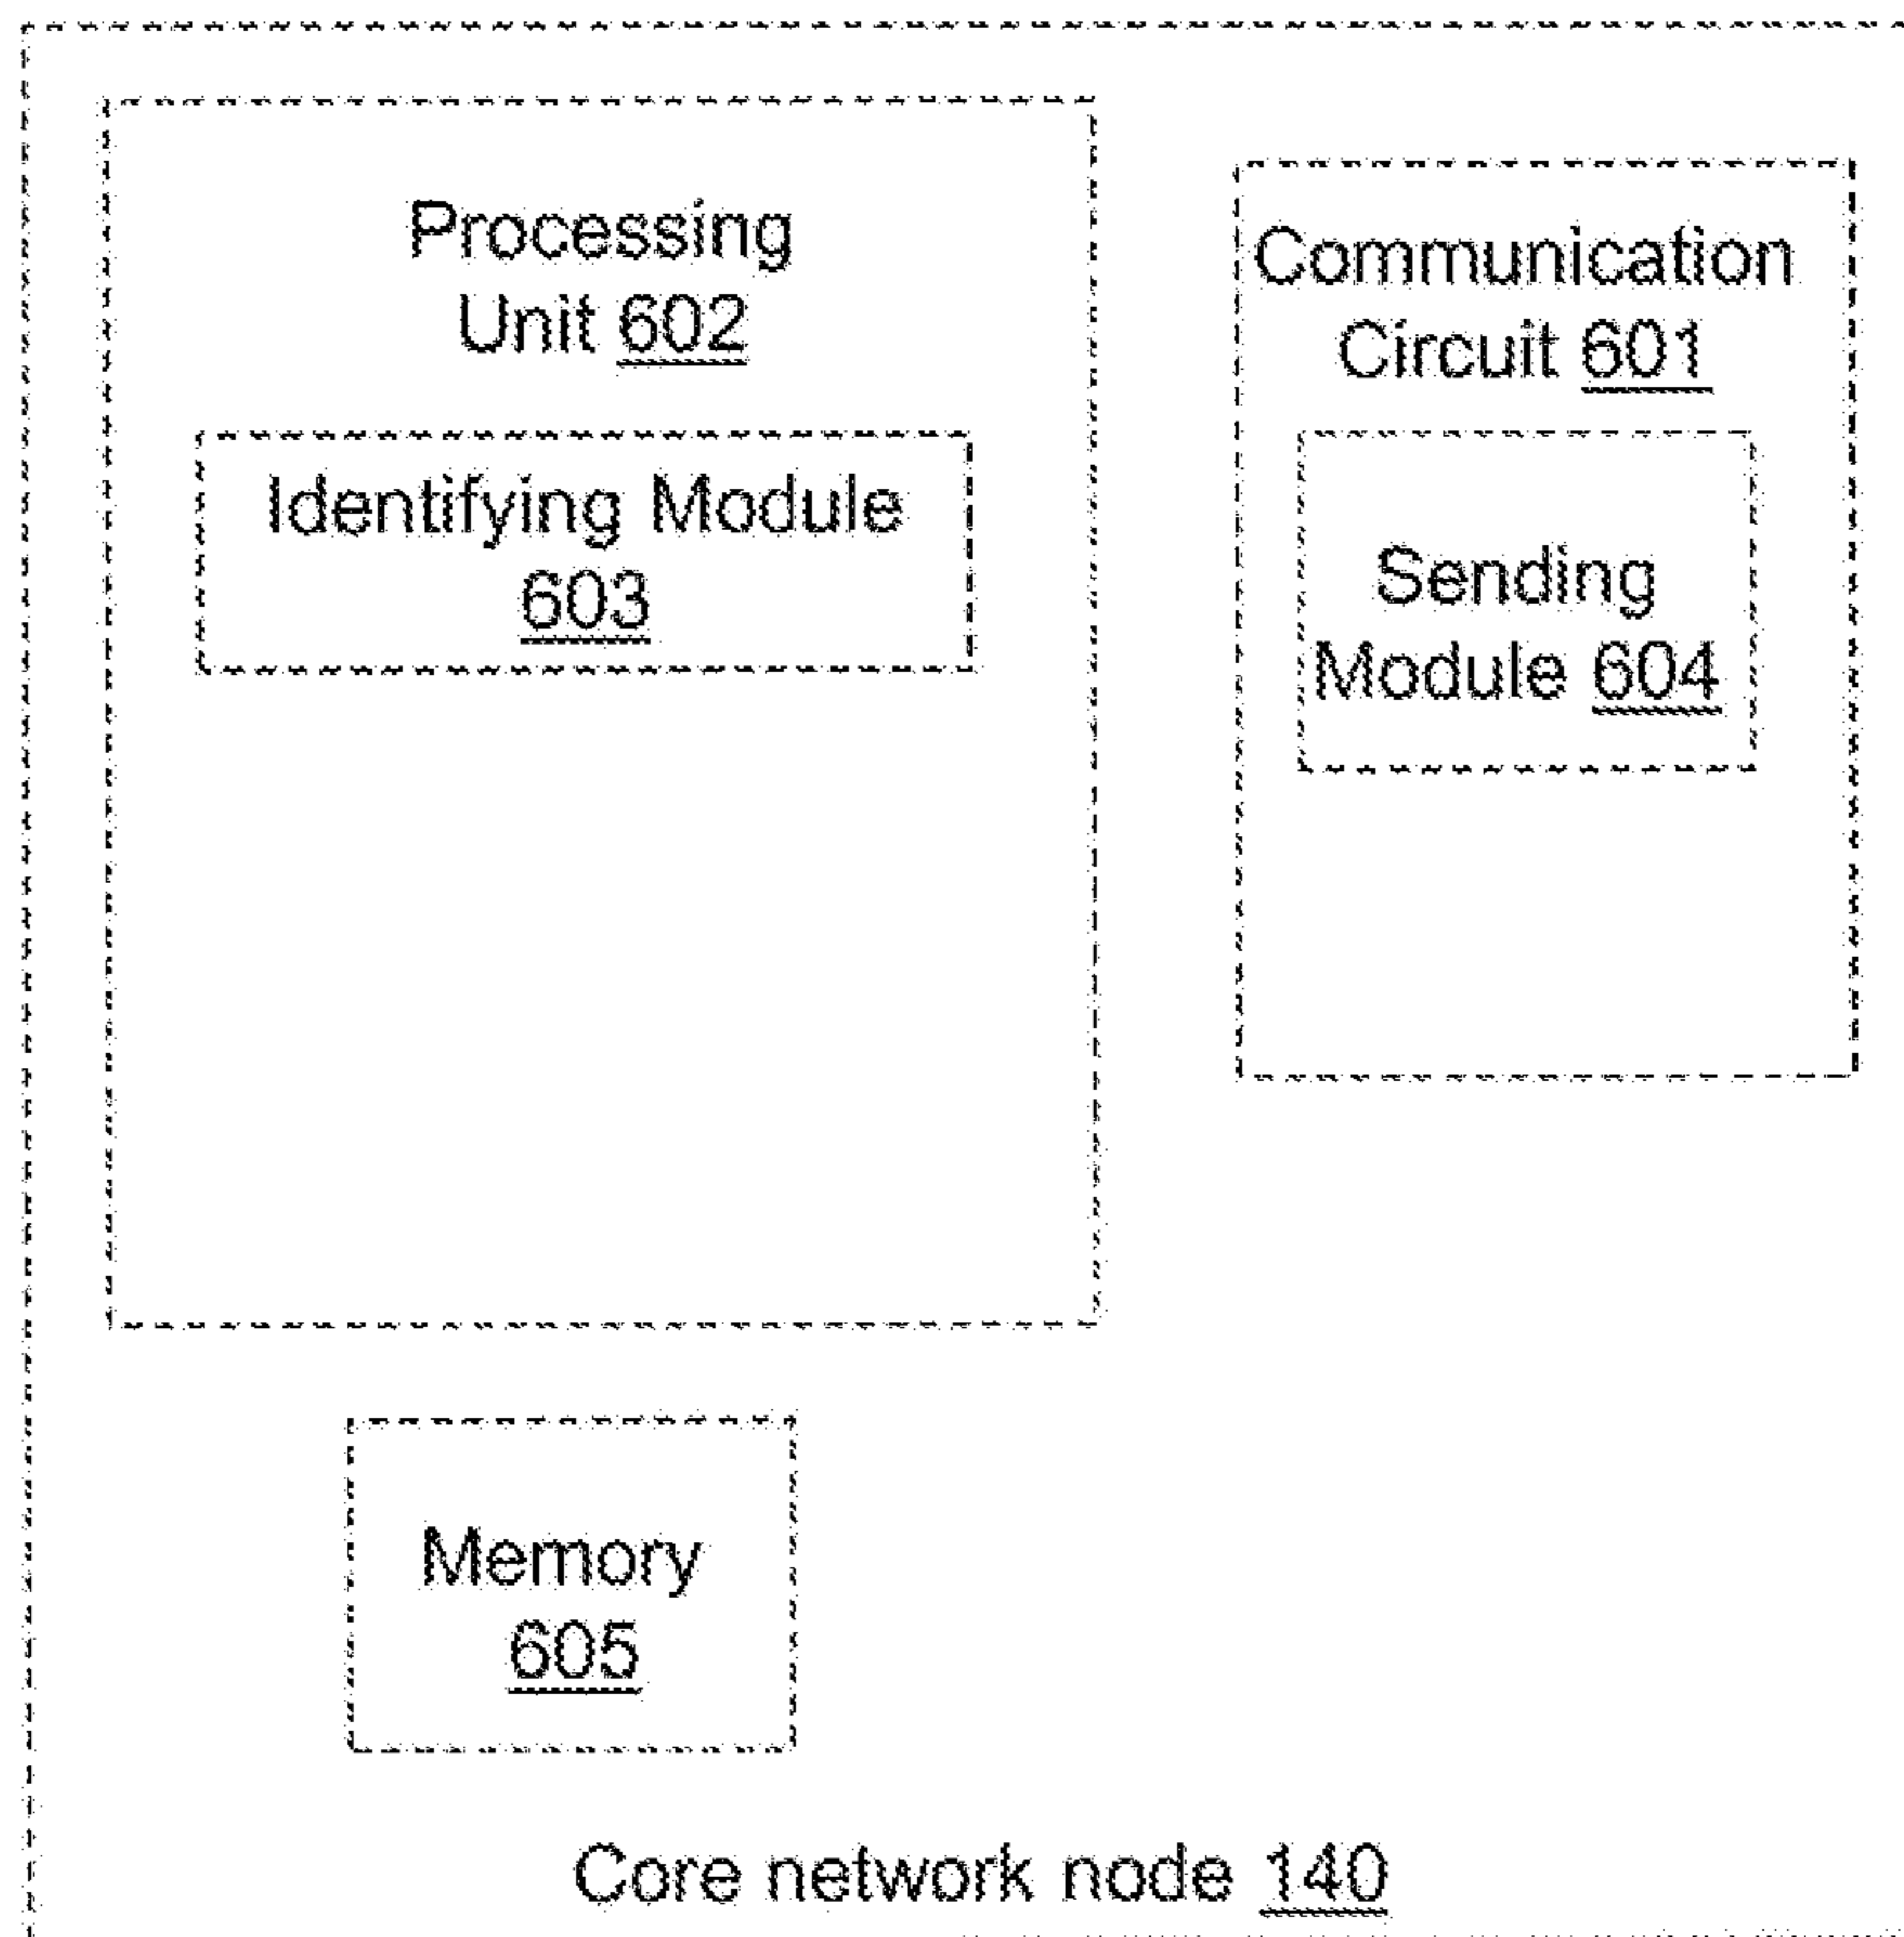 Processing
Unit 602
Communication
Circuit 601
Identifying Module
603
Sending
Module 604
Memory
605
Core network node 140